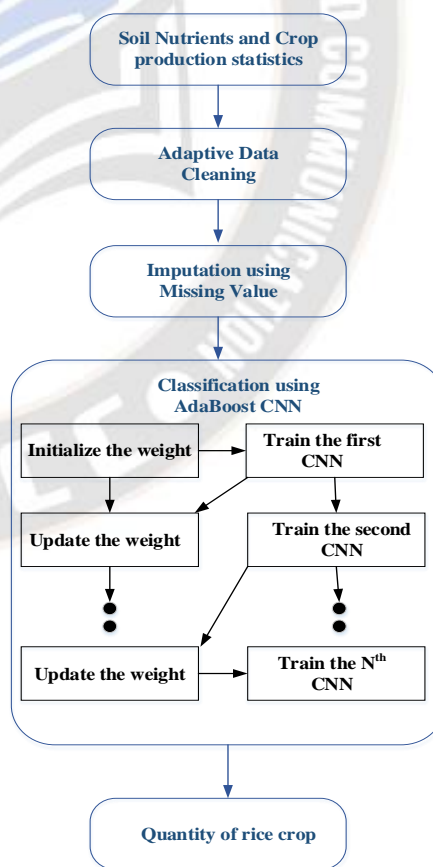 Soil Nutrients and Crop
production statistics
Adaptive Data
Cleaning
Imputation using
Missing Value
Classification using
AdaBoost CNN
Initialize the weight
Train the first
CNN
Update the weight
Train the second
CNN
Update the weight
Train the Nth
CNN
Quantity of rice crop
D COMMUNICATION